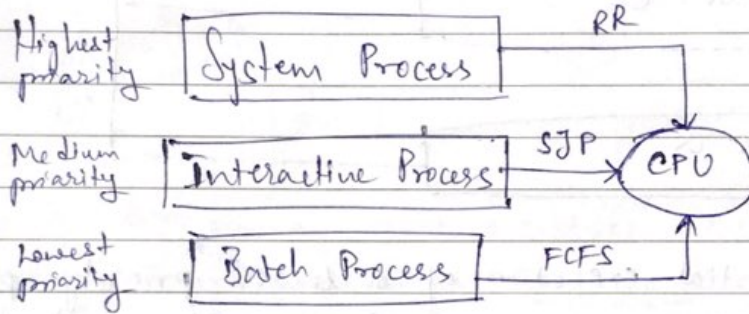 Highest
priority
System Process
RR
Medium
priority
Interactive Process
SJP
CPU
Lowest
priority
Batch Process
FCFS